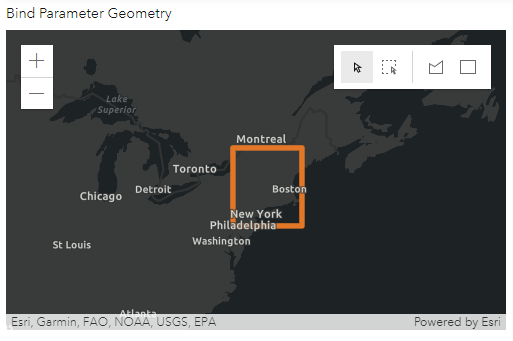 Bind Parameter Geometry
Lake
Superior
Montreal
Toronto
Chicago
Detroit
Boston
New York
Philadelphia
St Louis
Washington
Atlanta
Esri, Garmin, FAO, NOAA, USGS, EPA
Powered by Esri